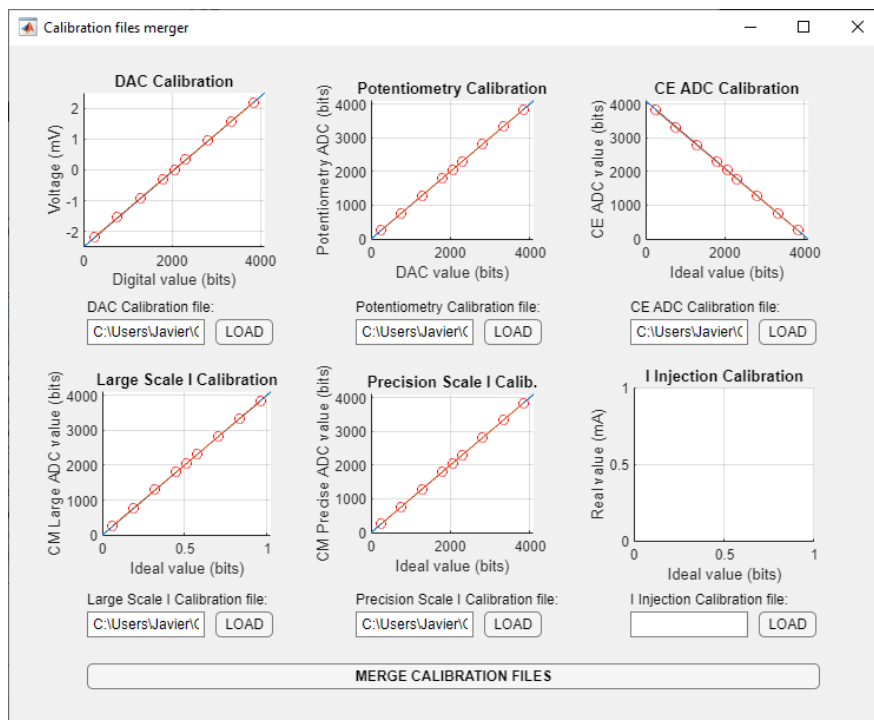 Calibration files merger
DAC Calibration
Voltage (mV)
2
1
0
-1
-2
0
2000
4000
Digital value (bits)
DAC Calibration file:
C:\Users\Javier\
LOAD
Potentiometry Calibration
Potentiometry ADC (bits)
4000
3000
2000
1000
0
0
2000
4000
DAC value (bits)
Potentiometry Calibration file:
C:\Users\Javier\
LOAD
CE ADC Calibration
CE ADC value (bits)
4000
3000
2000
1000
0
0
2000
4000
Ideal value (bits)
CE ADC Calibration file:
C:\Users\Javier\
LOAD
Large Scale I Calibration
CM Large ADC value (bits)
4000
2000
1000
0
0
0.5
1
Ideal value (bits)
Large Scale I Calibration file:
C:\Users\Javier\
LOAD
Precision Scale I Calib.
CM Precise ADC value (bits)
4000
3000
2000
1000
0
0
2000
4000
Ideal value (bits)
Precision Scale I Calibration file:
C:\Users\Javier\
LOAD
I Injection Calibration
Real value (mA)
1
0.5
0
0
0.5
1
Ideal value (bits)
I Injection Calibration file:
LOAD
MERGE CALIBRATION FILES